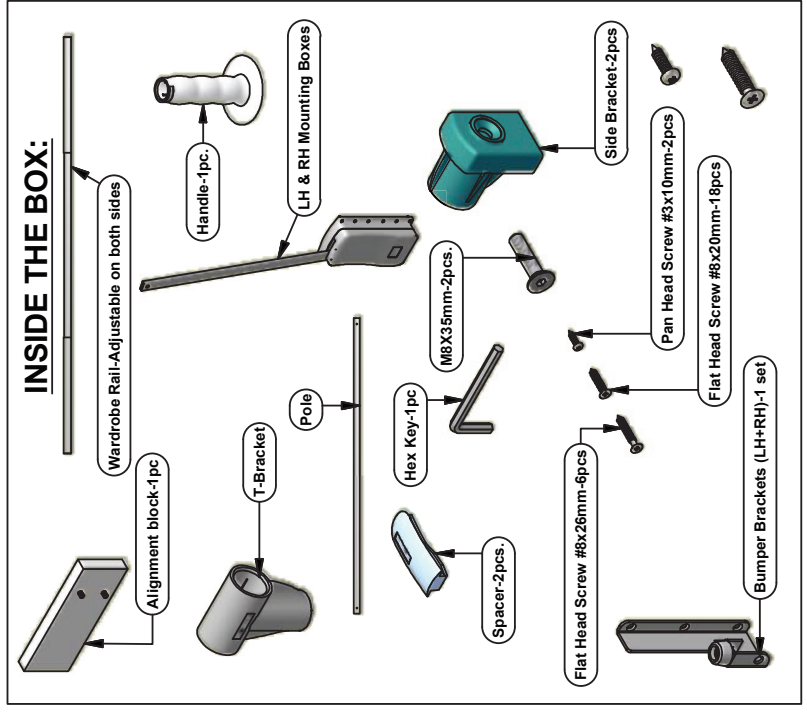 INSIDE THE BOX:
Wardrobe Rail-Adjustable on both sides
Alignment block-1pc
Handle-1pc.
LH & RH Mounting Boxes
Pole
T-Bracket
Side Bracket-2pcs
M8X35mm-2pcs.
Hex Key-1pc
Spacer-2pcs.
Pan Head Screw #3x10mm-2pcs
Flat Head Screw #8x20mm-18pcs
Flat Head Screw #8x26mm-6pcs
Bumper Brackets (LH+RH)-1 set